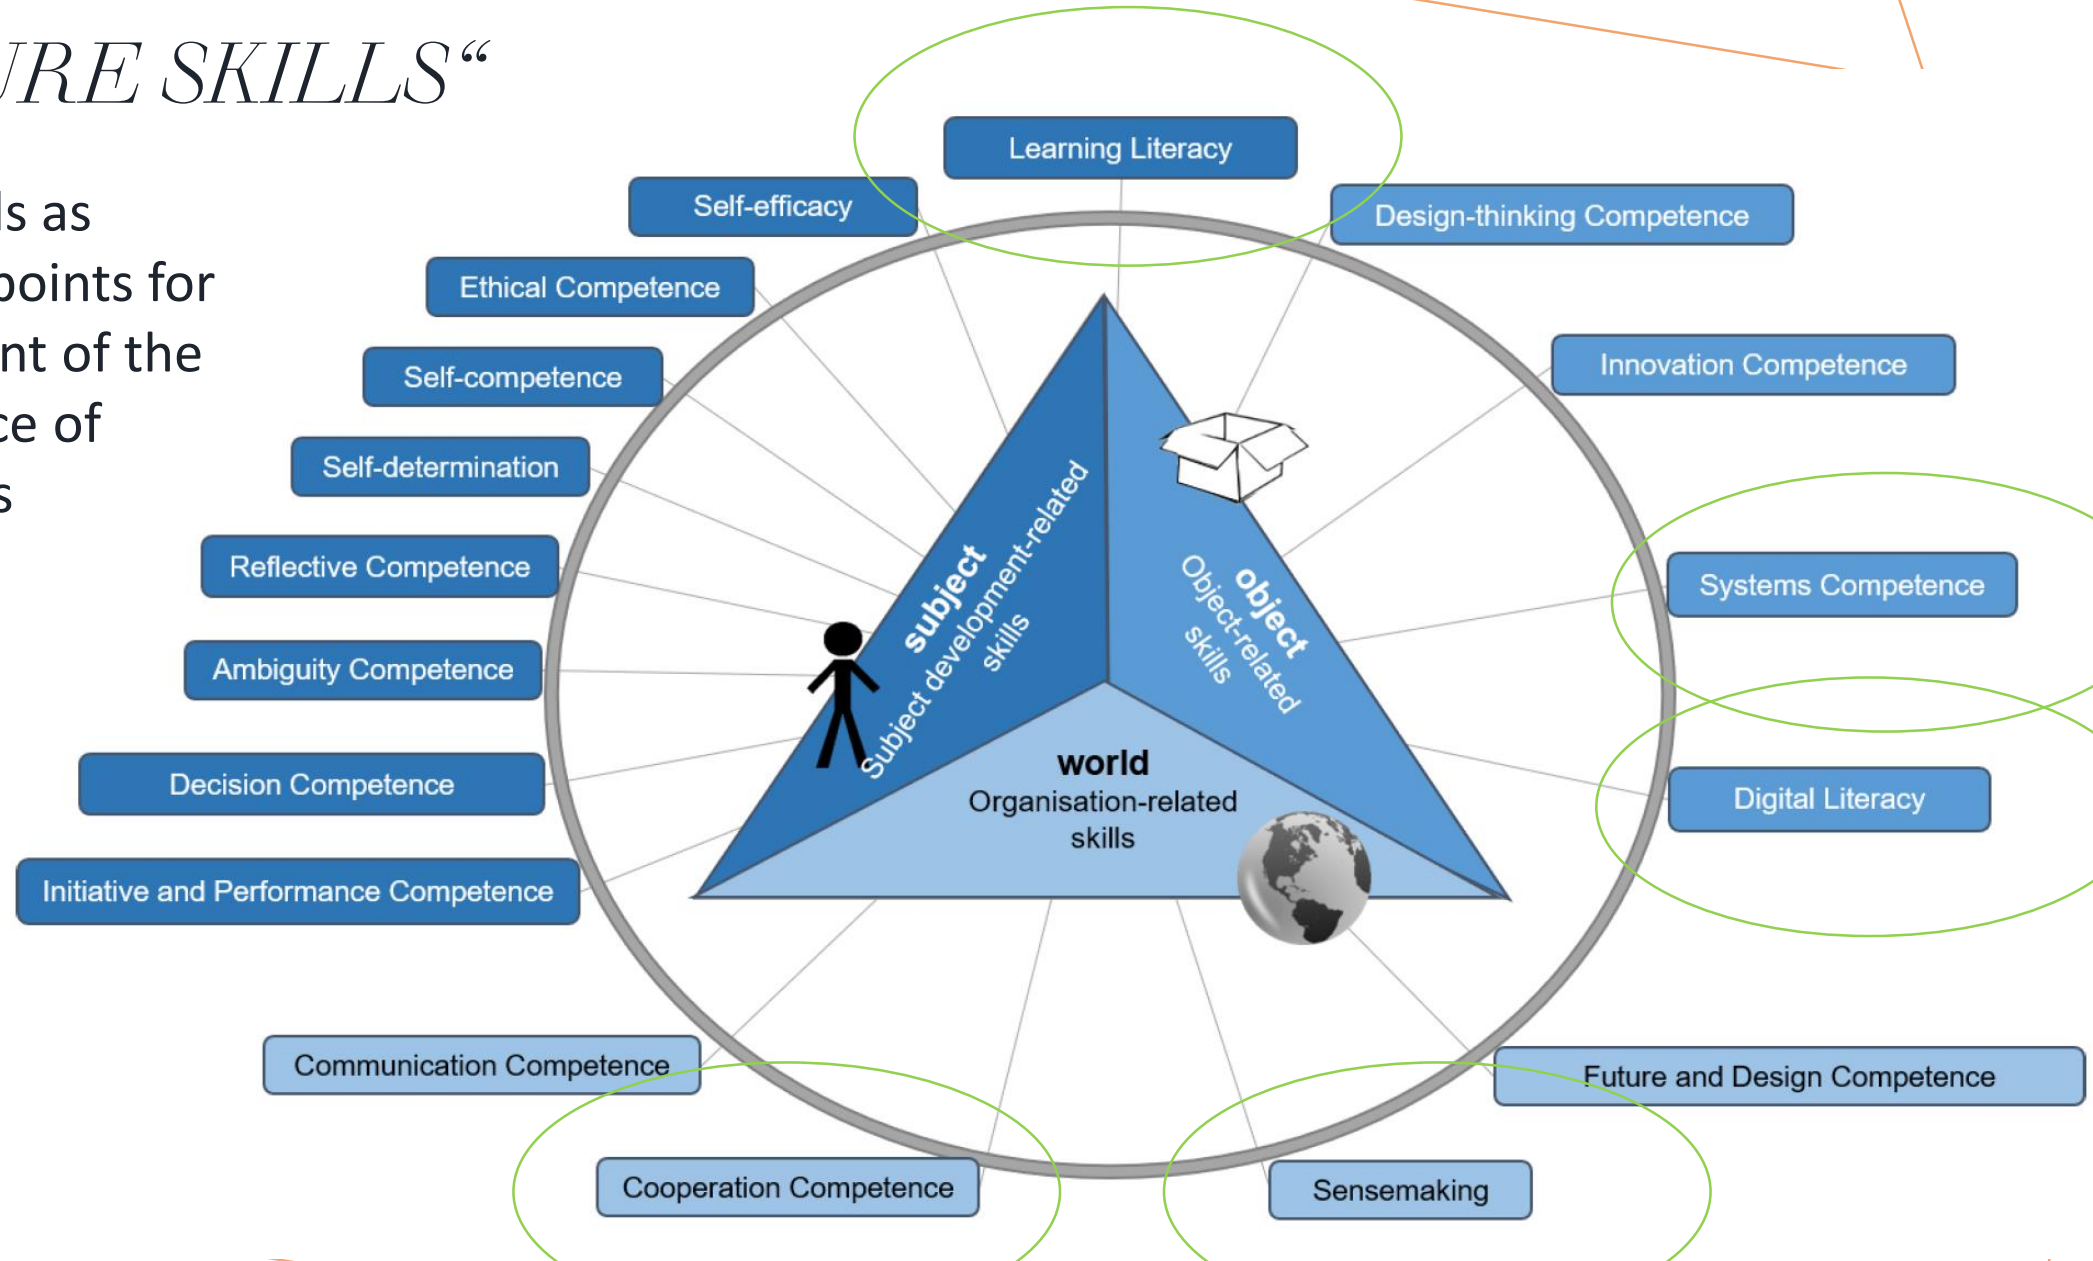 URE SKILLS“
ls as
points for
nt of the
ce of
s
Learning Literacy
Self-efficacy
Design-thinking Competence
Ethical Competence
Innovation Competence
Self-competence
Self-determination
Reflective Competence
Systems Competence
Ambiguity Competence
Decision Competence
Digital Literacy
Initiative and Performance Competence
subject
Subject development-related
skills
object
Object-related
skills
world
Organisation-related
skills
Communication Competence
Future and Design Competence
Cooperation Competence
Sensemaking